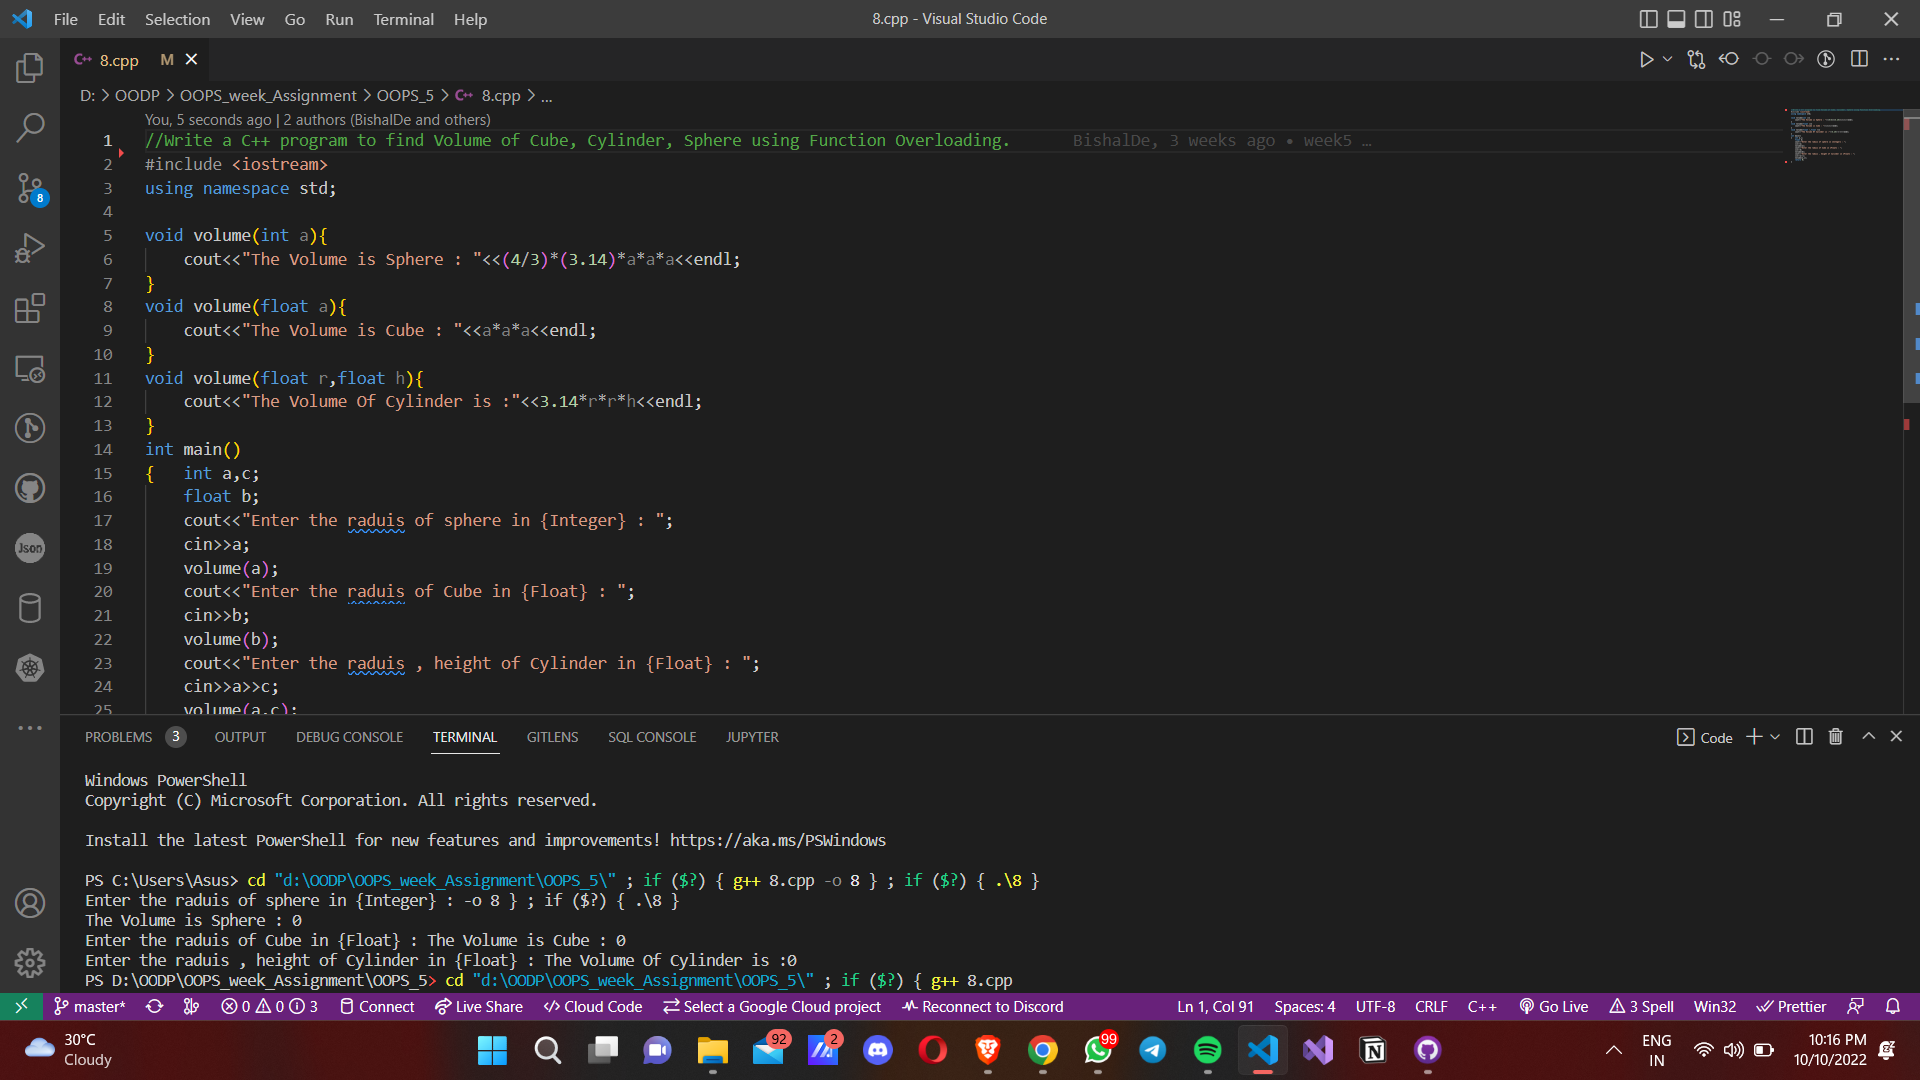 File Edit Selection View Go Run Terminal Help
8.cpp - Visual Studio Code
C++ 8.cpp M
D: > OODP > OOPS_week_Assignment > OOPS_5 > C++ 8.cpp > ...
You, 5 seconds ago | 2 authors (BishalDe and others)
1 //Write a C++ program to find Volume of Cube, Cylinder, Sphere using Function Overloading. BishalDe, 3 weeks ago • week5 …
2 #include <iostream>
3 using namespace std;
4
5 void volume(int a){
6 cout<<"The Volume is Sphere : "<<(4/3)*(3.14)*a*a*a<<endl;
7 }
8 void volume(float a){
9 cout<<"The Volume is Cube : "<<a*a*a<<endl;
10 }
11 void volume(float r,float h){
12 cout<<"The Volume Of Cylinder is :"<<3.14*r*r*h<<endl;
13 }
14 int main()
15 { int a,c;
16 float b;
17 cout<<"Enter the raduis of sphere in {Integer} : ";
18 cin>>a;
19 volume(a);
20 cout<<"Enter the raduis of Cube in {Float} : ";
21 cin>>b;
22 volume(b);
23 cout<<"Enter the raduis , height of Cylinder in {Float} : ";
24 cin>>a>>c;
25 volume(a,c);
8
Json
PROBLEMS 3 OUTPUT DEBUG CONSOLE TERMINAL GITLENS SQL CONSOLE JUPYTER
Code
Windows PowerShell
Copyright (C) Microsoft Corporation. All rights reserved.
Install the latest PowerShell for new features and improvements! https://aka.ms/PSWindows
PS C:\Users\Asus> cd "d:\OODP\OOPS_week_Assignment\OOPS_5\" ; if ($?) { g++ 8.cpp -o 8 } ; if ($?) { .\8 }
Enter the raduis of sphere in {Integer} : -o 8 } ; if ($?) { .\8 }
The Volume is Sphere : 0
Enter the raduis of Cube in {Float} : The Volume is Cube : 0
Enter the raduis , height of Cylinder in {Float} : The Volume Of Cylinder is :0
PS D:\OODP\OOPS_week_Assignment\OOPS_5> cd "d:\OODP\OOPS_week_Assignment\OOPS_5\" ; if ($?) { g++ 8.cpp
master* 0 0 3 Connect Live Share Cloud Code Select a Google Cloud project Reconnect to Discord Ln 1, Col 91 Spaces: 4 UTF-8 CRLF C++ Go Live 3 Spell Win32 Prettier
30°C
Cloudy
92
2
99
ENG
IN
10:16 PM
10/10/2022